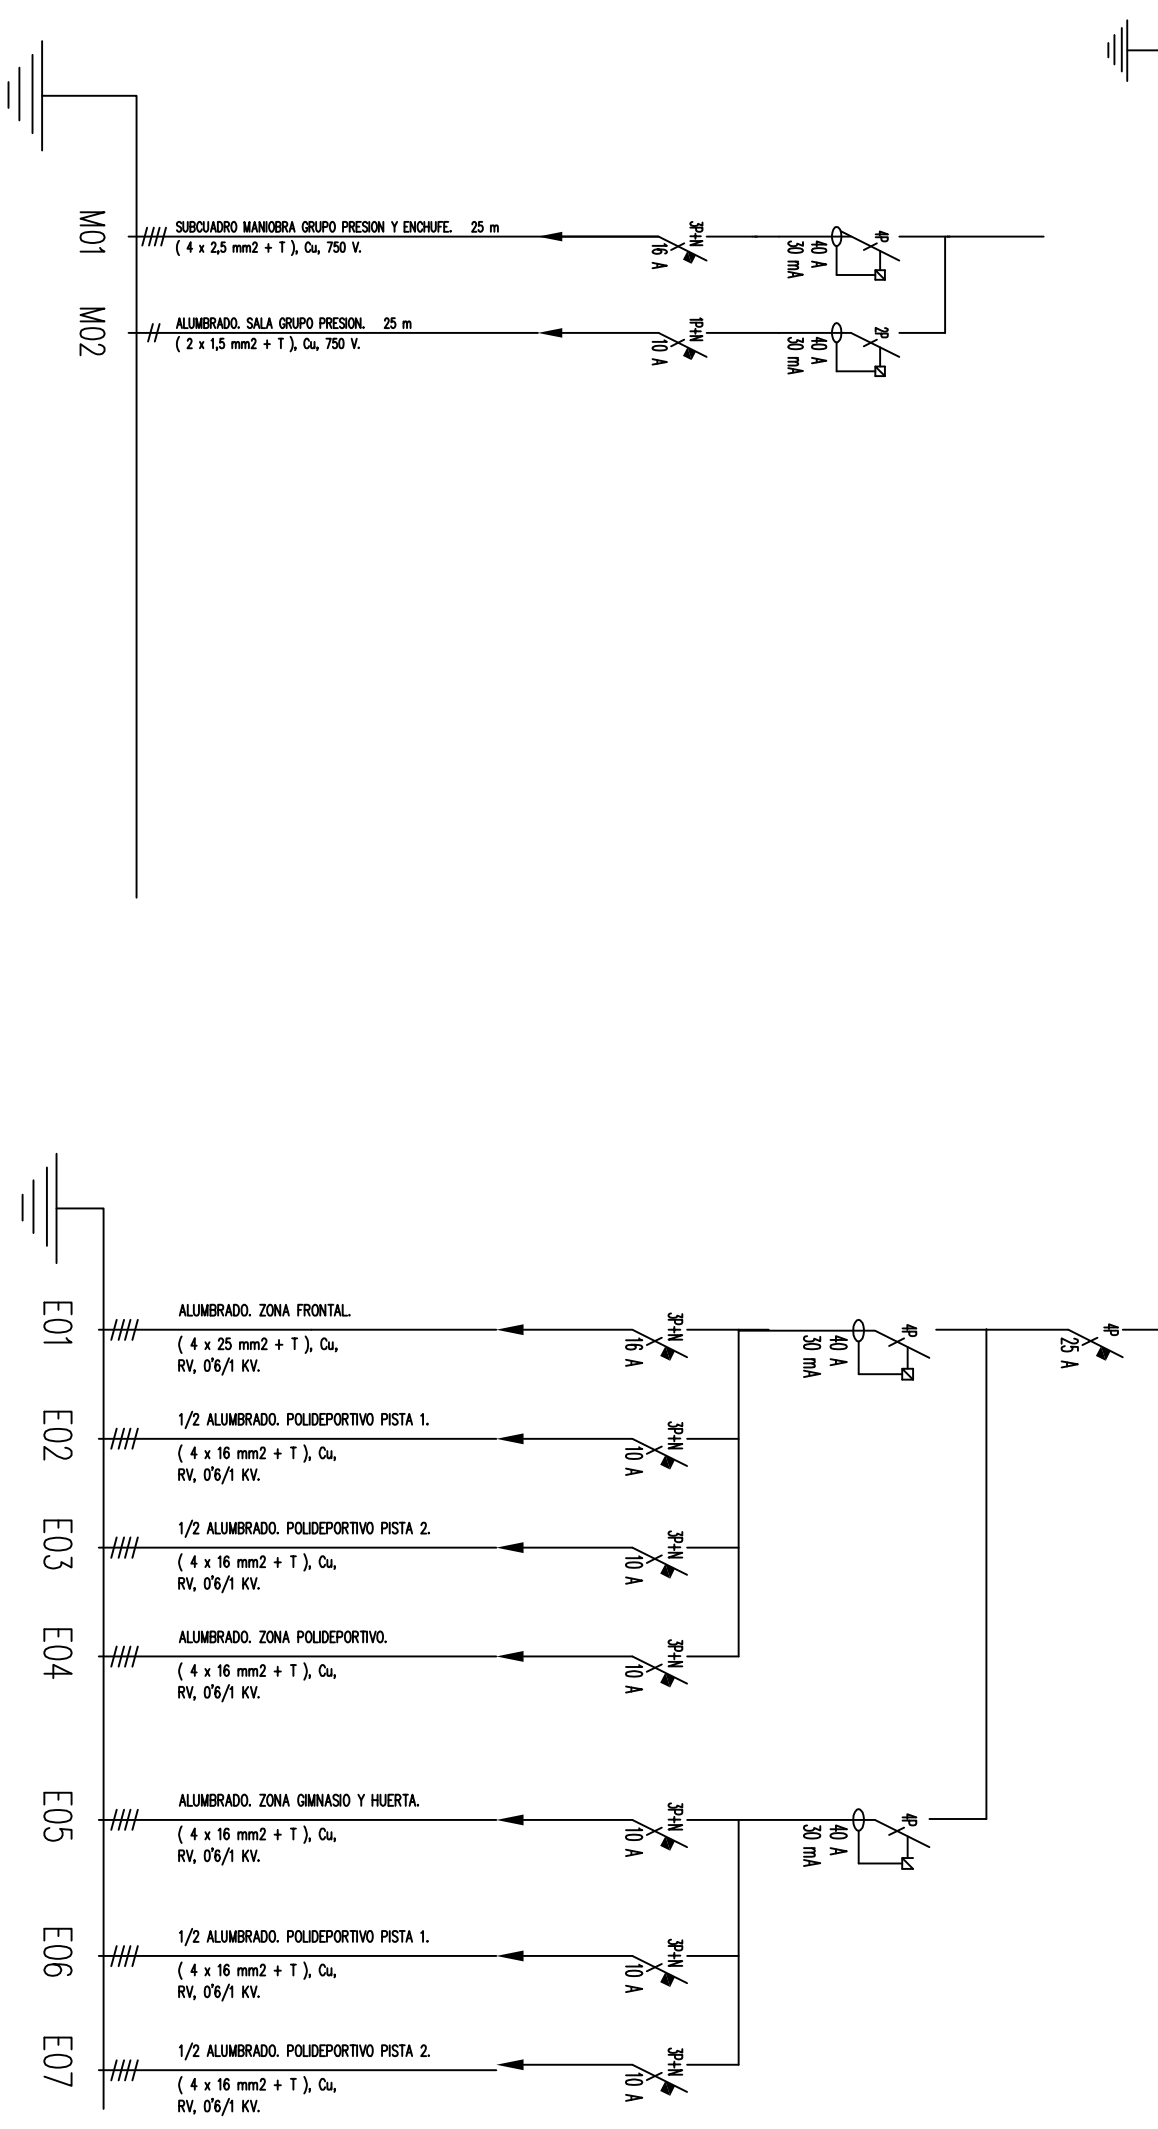 M01
SUBCUADRO MANIOBRA GRUPO PRESION Y ENCHUFE. 25 m
( 4 x 2,5 mm2 + T ), Cu, 750 V.
3P+N
16 A
4P
40 A
30 mA
M02
ALUMBRADO. SALA GRUPO PRESION. 25 m
( 2 x 1,5 mm2 + T ), Cu, 750 V.
1P+N
10 A
2P
40 A
30 mA
E01
ALUMBRADO. ZONA FRONTAL.
( 4 x 25 mm2 + T ), Cu,
RV, 0'6/1 KV.
3P+N
16 A
4P
40 A
30 mA
4P
25 A
E02
1/2 ALUMBRADO. POLIDEPORTIVO PISTA 1.
( 4 x 16 mm2 + T ), Cu,
RV, 0'6/1 KV.
3P+N
10 A
E03
1/2 ALUMBRADO. POLIDEPORTIVO PISTA 2.
( 4 x 16 mm2 + T ), Cu,
RV, 0'6/1 KV.
3P+N
10 A
E04
ALUMBRADO. ZONA POLIDEPORTIVO.
( 4 x 16 mm2 + T ), Cu,
RV, 0'6/1 KV.
3P+N
10 A
E05
ALUMBRADO. ZONA GIMNASIO Y HUERTA.
( 4 x 16 mm2 + T ), Cu,
RV, 0'6/1 KV.
3P+N
10 A
4P
40 A
30 mA
E06
1/2 ALUMBRADO. POLIDEPORTIVO PISTA 1.
( 4 x 16 mm2 + T ), Cu,
RV, 0'6/1 KV.
3P+N
10 A
E07
1/2 ALUMBRADO. POLIDEPORTIVO PISTA 2.
( 4 x 16 mm2 + T ), Cu,
RV, 0'6/1 KV.
3P+N
10 A